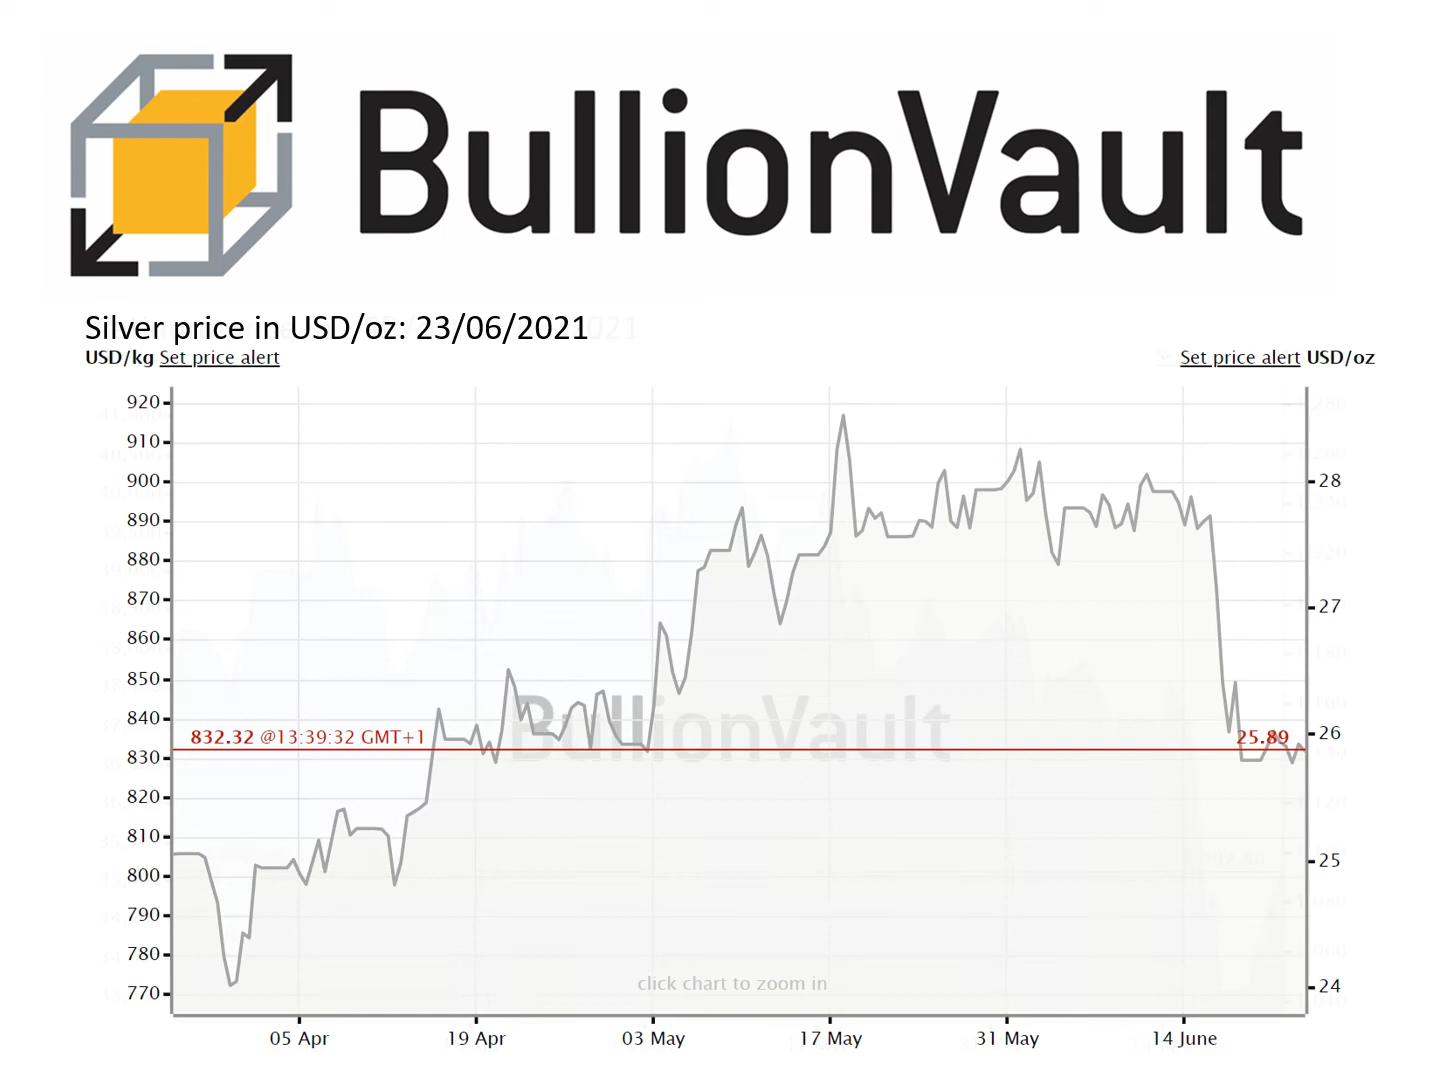 BullionVault
Silver price in USD/oz: 23/06/2021
USD/kg Set price alert
Set price alert USD/oz
920
910
900
890
880
870
860
850
840
830
820
810
800
790
780
770
28
27
26
25
24
832.32 @13:39:32 GMT+1
25.89
BullionVault
click chart to zoom in
05 Apr
19 Apr
03 May
17 May
31 May
14 June